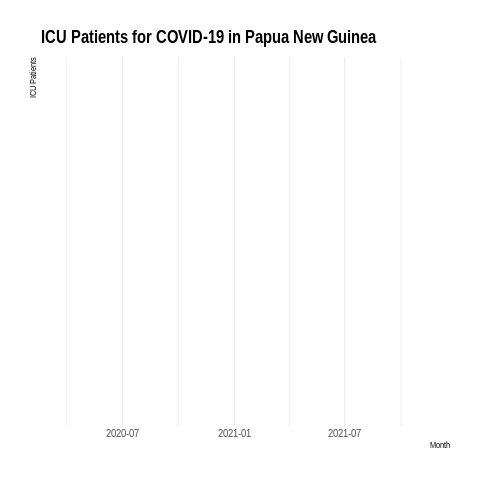 ICU Patients for COVID-19 in Papua New Guinea
ICU Patients
2020-07
2021-01
2021-07
Month